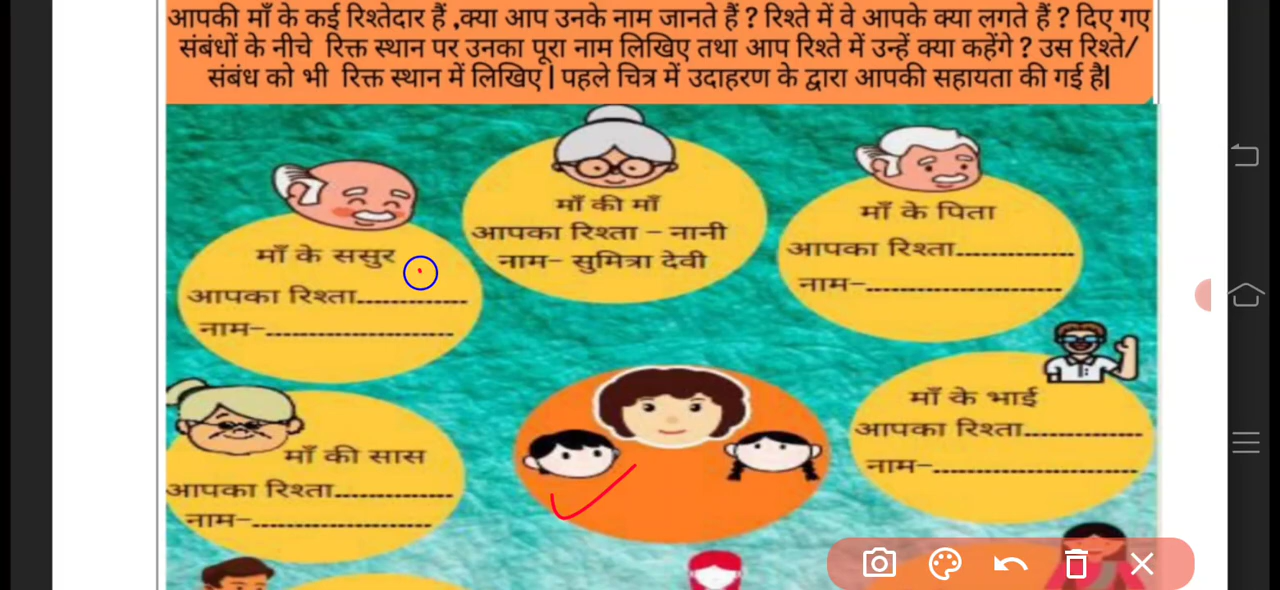 आपकी माँ के कई रिश्तेदार हैं ,क्या आप उनके नाम जानते हैं ? रिश्ते में वे आपके क्या लगते हैं ? दिए गए
संबंधों के नीचे रिक्त स्थान पर उनका पूरा नाम लिखिए तथा आप रिश्ते में उन्हें क्या कहेंगे ? उस रिश्ते/
संबंध को भी रिक्त स्थान में लिखिए | पहले चित्र में उदाहरण के द्वारा आपकी सहायता की गई है|
माँ की माँ
आपका रिश्ता – नानी
नाम– सुमित्रा देवी
माँ के पिता
आपका रिश्ता....................
नाम–.................................
माँ के ससुर
आपका रिश्ता...................
नाम–................................
माँ के भाई
आपका रिश्ता....................
नाम–..................................
माँ की सास
आपका रिश्ता....................
नाम–..............................